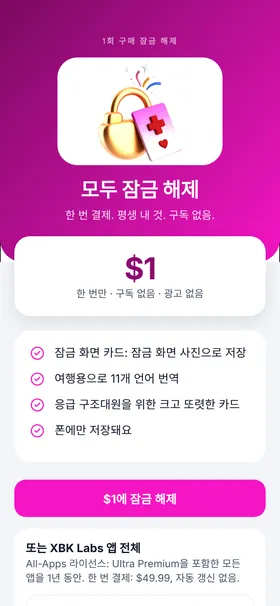 1회 구매 잠금 해제
모두 잠금 해제
한 번 결제. 평생 내 것. 구독 없음.
$1
한 번만 · 구독 없음 · 광고 없음
잠금 화면 카드: 잠금 화면 사진으로 저장
여행용으로 11개 언어 번역
응급 구조대원을 위한 크고 또렷한 카드
폰에만 저장돼요
$1에 잠금 해제
또는 XBK Labs 앱 전체
All-Apps 라이선스: Ultra Premium을 포함한 모든
앱을 1년 동안. 한 번 결제: $49.99, 자동 갱신 없음.